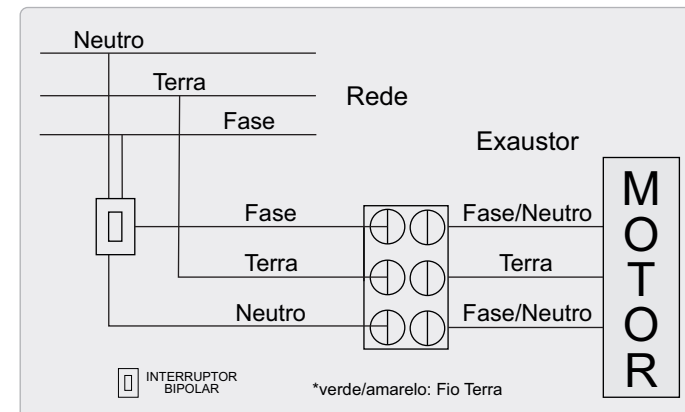 Neutro
Terra
Rede
Fase
Exaustor
Fase
Fase/Neutro
Terra
Terra
Neutro
Fase/Neutro
MOTOR
INTERRUPTOR
BIPOLAR
*verde/amarelo: Fio Terra